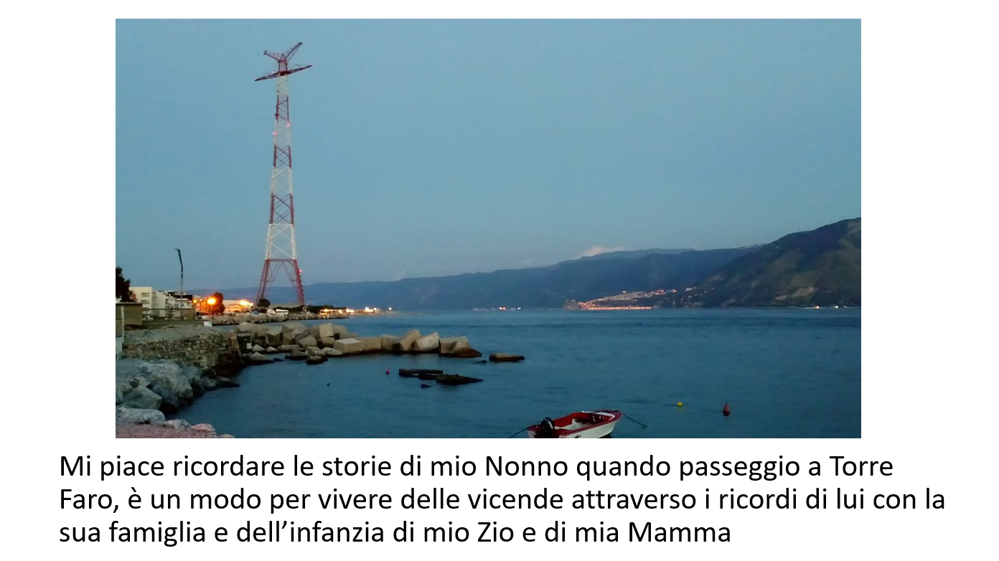 Mi piace ricordare le storie di mio Nonno quando passeggio a Torre
Faro, è un modo per vivere delle vicende attraverso i ricordi di lui con la
sua famiglia e dell’infanzia di mio Zio e di mia Mamma